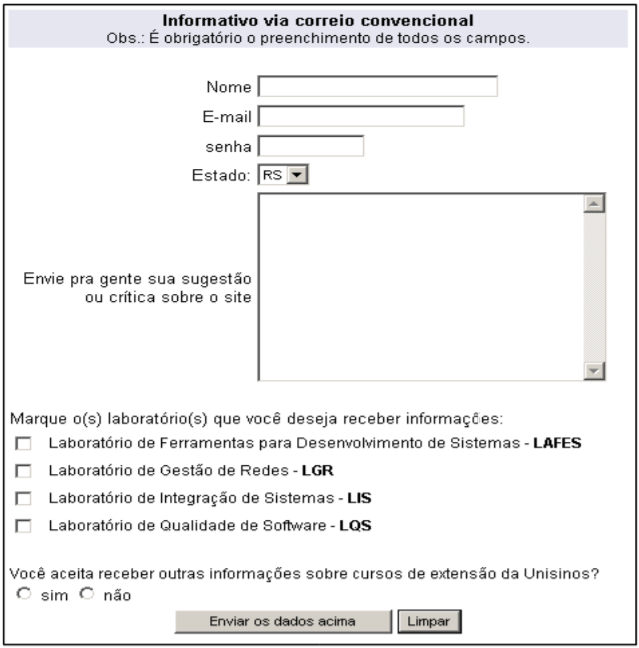 Informativo via correio convencional
Obs.: É obrigatório o preenchimento de todos os campos.
Nome
E-mail
senha
Estado: RS
Envie pra gente sua sugestão
ou crítica sobre o site
Marque o(s) laboratório(s) que você deseja receber informações:
Laboratório de Ferramentas para Desenvolvimento de Sistemas - LAFES
Laboratório de Gestão de Redes - LGR
Laboratório de Integração de Sistemas - LIS
Laboratório de Qualidade de Software - LQS
Você aceita receber outras informações sobre cursos de extensão da Unisinos?
sim não
Enviar os dados acima Limpar